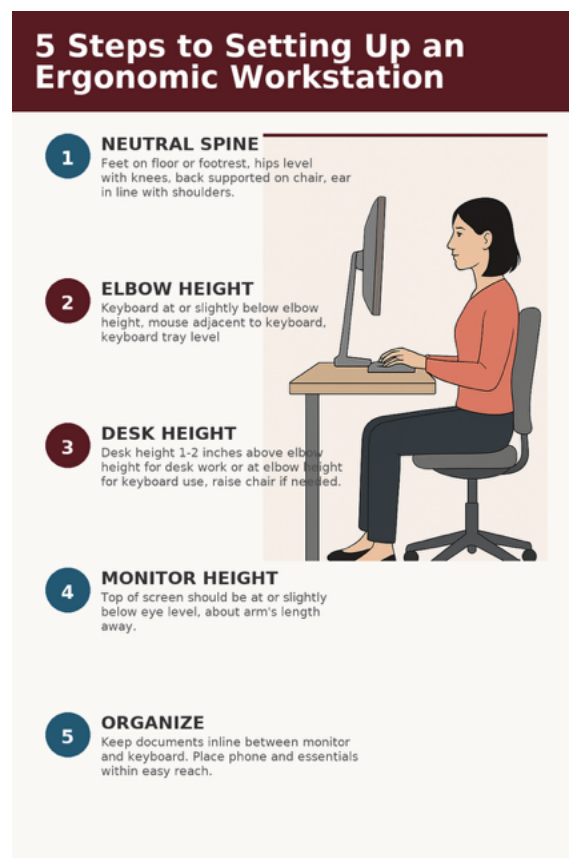 5 Steps to Setting Up an
Ergonomic Workstation
1
NEUTRAL SPINE
Feet on floor or footrest, hips level
with knees, back supported on chair, ear
in line with shoulders.
2
ELBOW HEIGHT
Keyboard at or slightly below elbow
height, mouse adjacent to keyboard,
keyboard tray level
3
DESK HEIGHT
Desk height 1-2 inches above elbow
height for desk work or at elbow height
for keyboard use, raise chair if needed.
4
MONITOR HEIGHT
Top of screen should be at or slightly
below eye level, about arm's length
away.
5
ORGANIZE
Keep documents inline between monitor
and keyboard. Place phone and essentials
within easy reach.